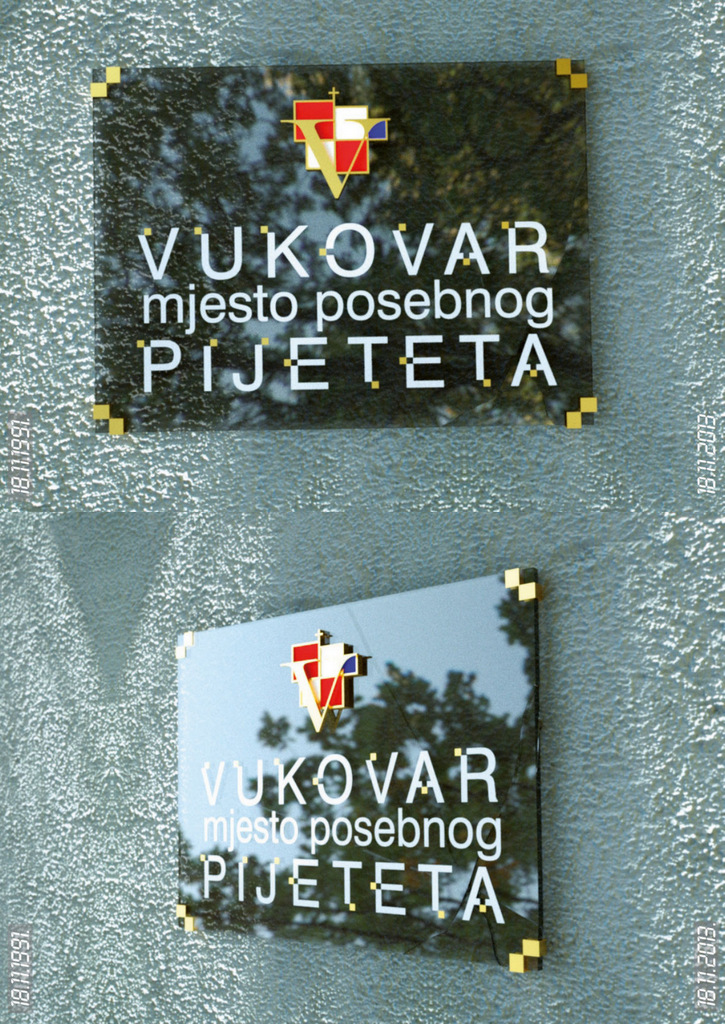 VUKOVAR
mjesto posebnog
PIJETETA
18.11.1991.
18.11.2013.
VUKOVAR
mjesto posebnog
PIJETETA
18.11.1991.
18.11.2013.